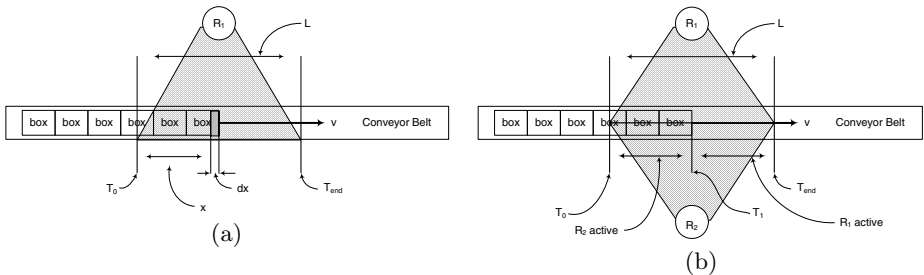 R1
L
box box box box box box
v
Conveyor Belt
T0
dx
Tend
x
(a)
R1
L
box box box box box box
v
Conveyor Belt
T0
T1
Tend
R2 active
R1 active
R2
(b)